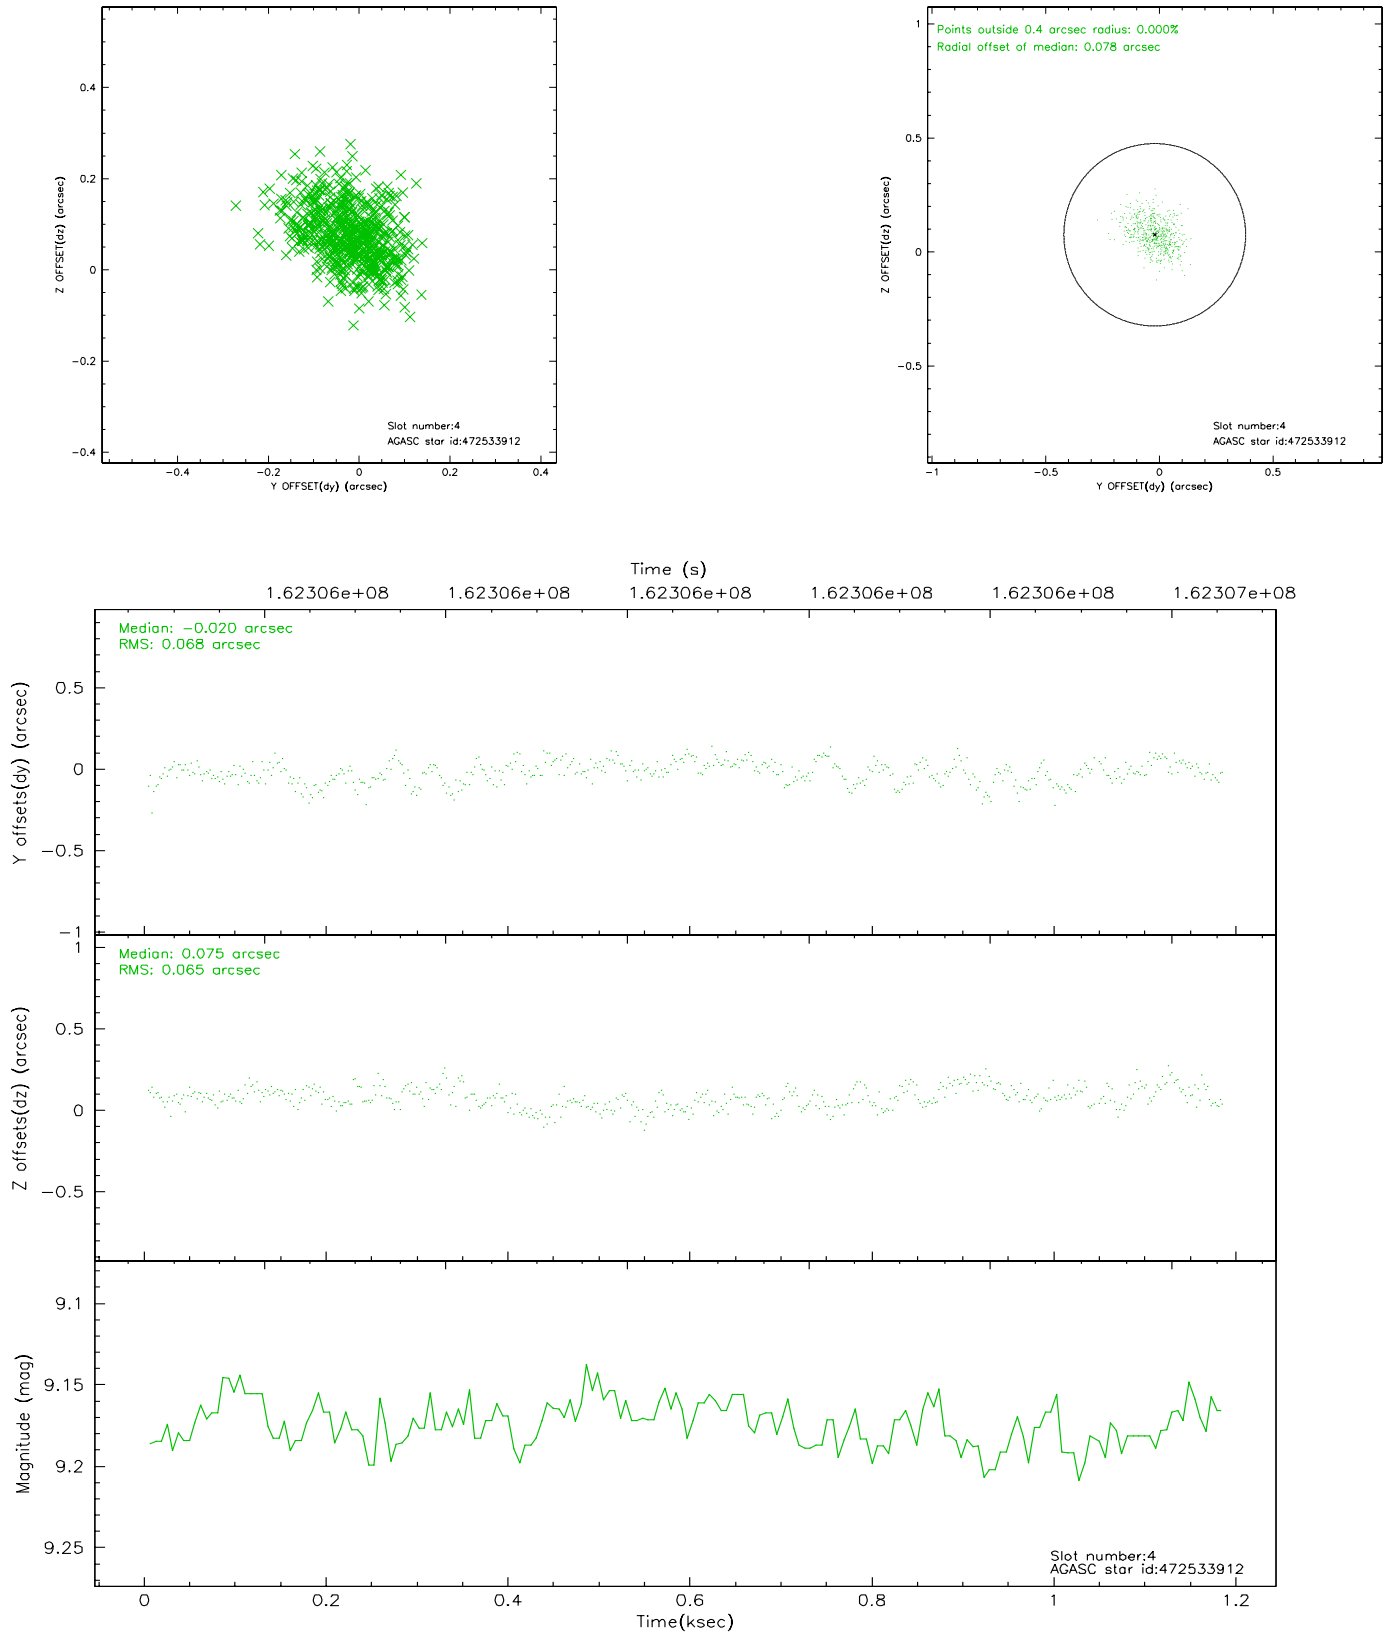 0.4
0.2
0
−0.2
−0.4
Z OFFSET(dz) (arcsec)
Slot number:4
AGASC star id:472533912
−0.4
−0.2
0
0.2
0.4
Y OFFSET(dy) (arcsec)
Points outside 0.4 arcsec radius: 0.000%
Radial offset of median: 0.078 arcsec
1
0.5
0
−0.5
Z OFFSET(dz) (arcsec)
Slot number:4
AGASC star id:472533912
−1
−0.5
0
0.5
Y OFFSET(dy) (arcsec)
Time (s)
1.62306e+08 1.62306e+08 1.62306e+08 1.62306e+08 1.62306e+08 1.62307e+08
Median: −0.020 arcsec
RMS: 0.068 arcsec
0.5
0
−0.5
−1
Y offsets(dy) (arcsec)
Median: 0.075 arcsec
RMS: 0.065 arcsec
1
0.5
0
−0.5
Z offsets(dz) (arcsec)
9.1
9.15
9.2
9.25
Magnitude (mag)
Slot number:4
AGASC star id:472533912
0 0.2 0.4 0.6 0.8 1 1.2
Time(ksec)